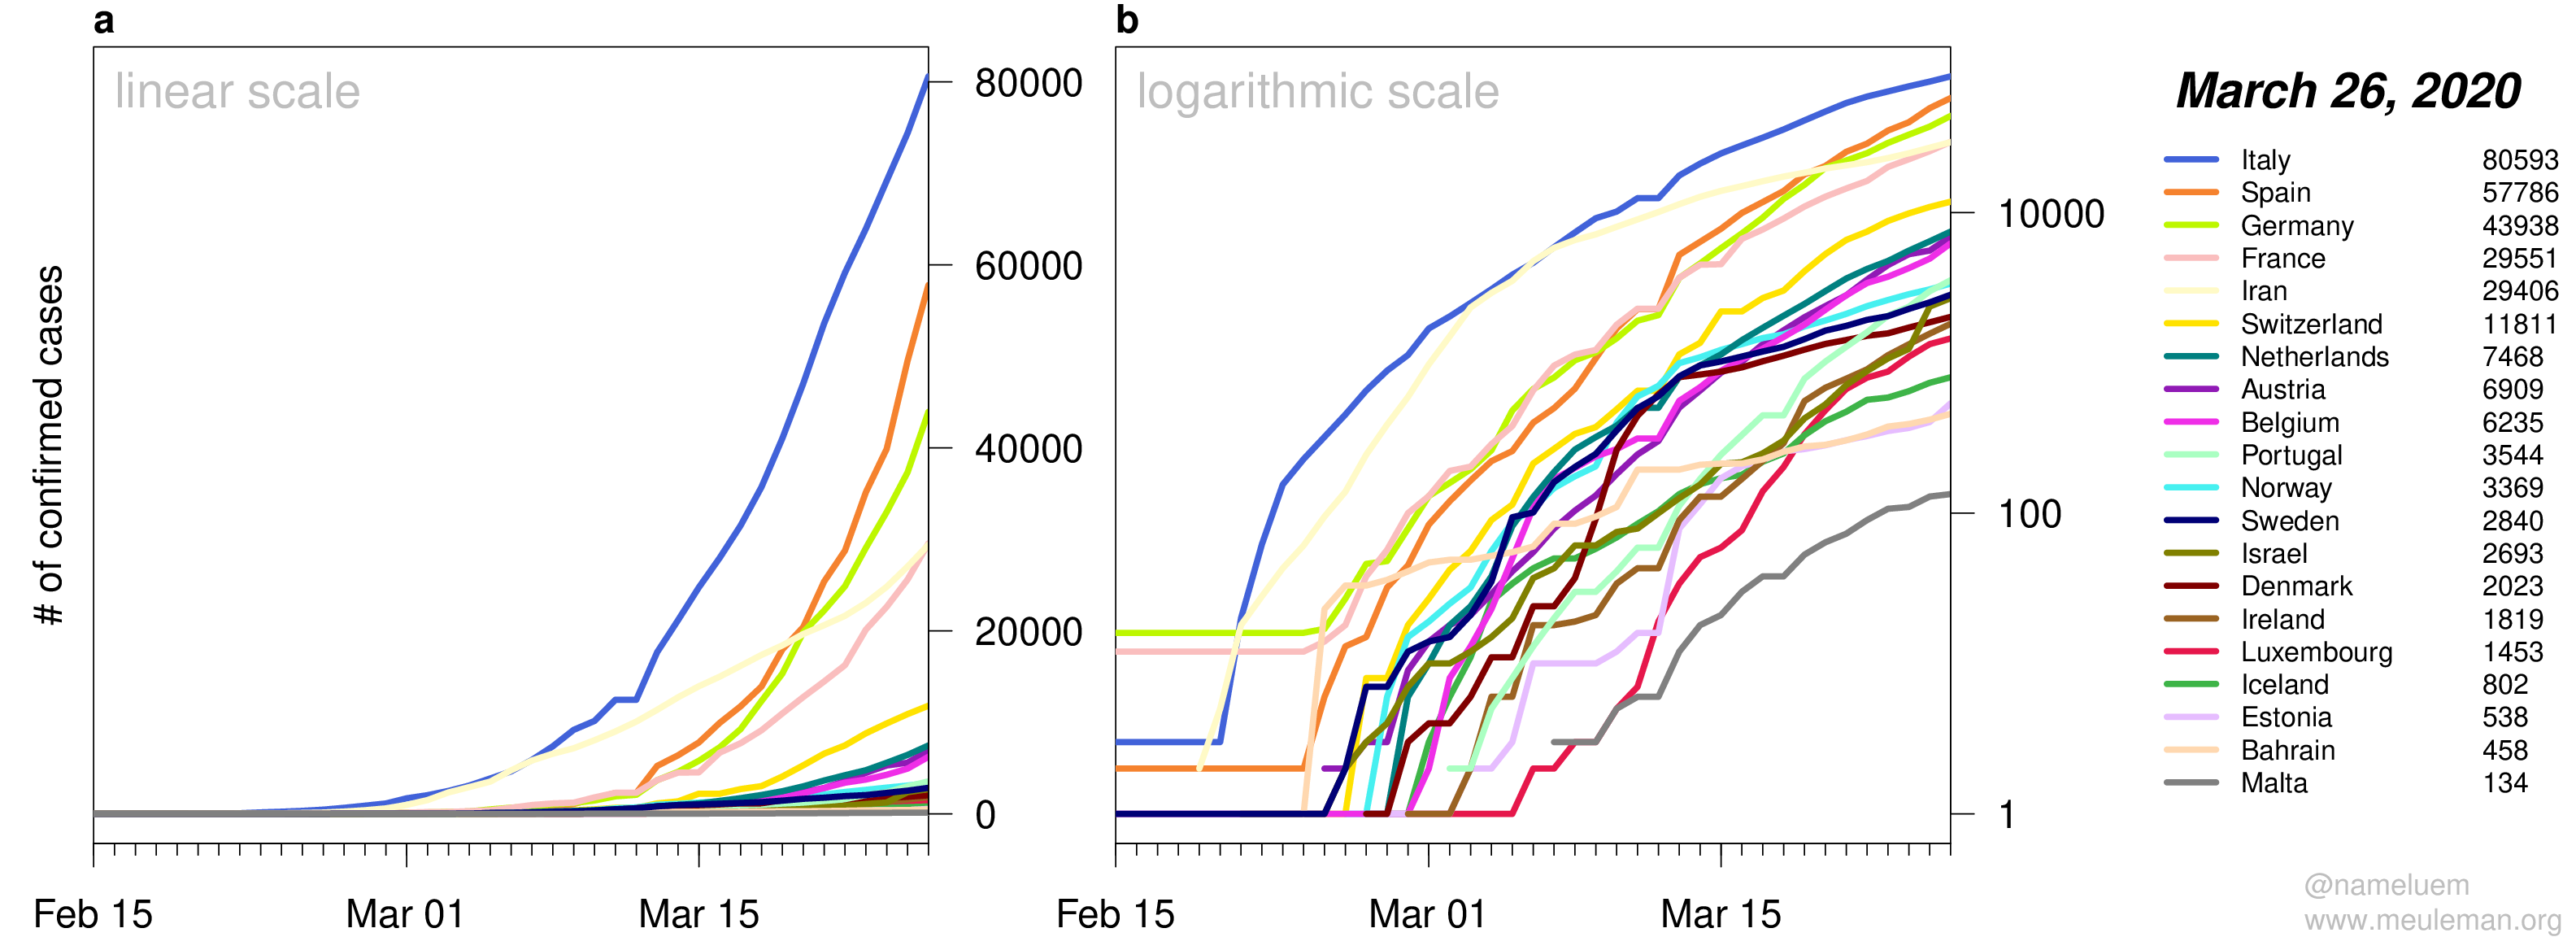 a
linear scale
# of confirmed cases
80000
60000
40000
20000
0
Feb 15
Mar 01
Mar 15
b
logarithmic scale
10000
100
1
Feb 15
Mar 01
Mar 15
March 26, 2020
Italy 80593
Spain 57786
Germany 43938
France 29551
Iran 29406
Switzerland 11811
Netherlands 7468
Austria 6909
Belgium 6235
Portugal 3544
Norway 3369
Sweden 2840
Israel 2693
Denmark 2023
Ireland 1819
Luxembourg 1453
Iceland 802
Estonia 538
Bahrain 458
Malta 134
@nameluem
www.meuleman.org